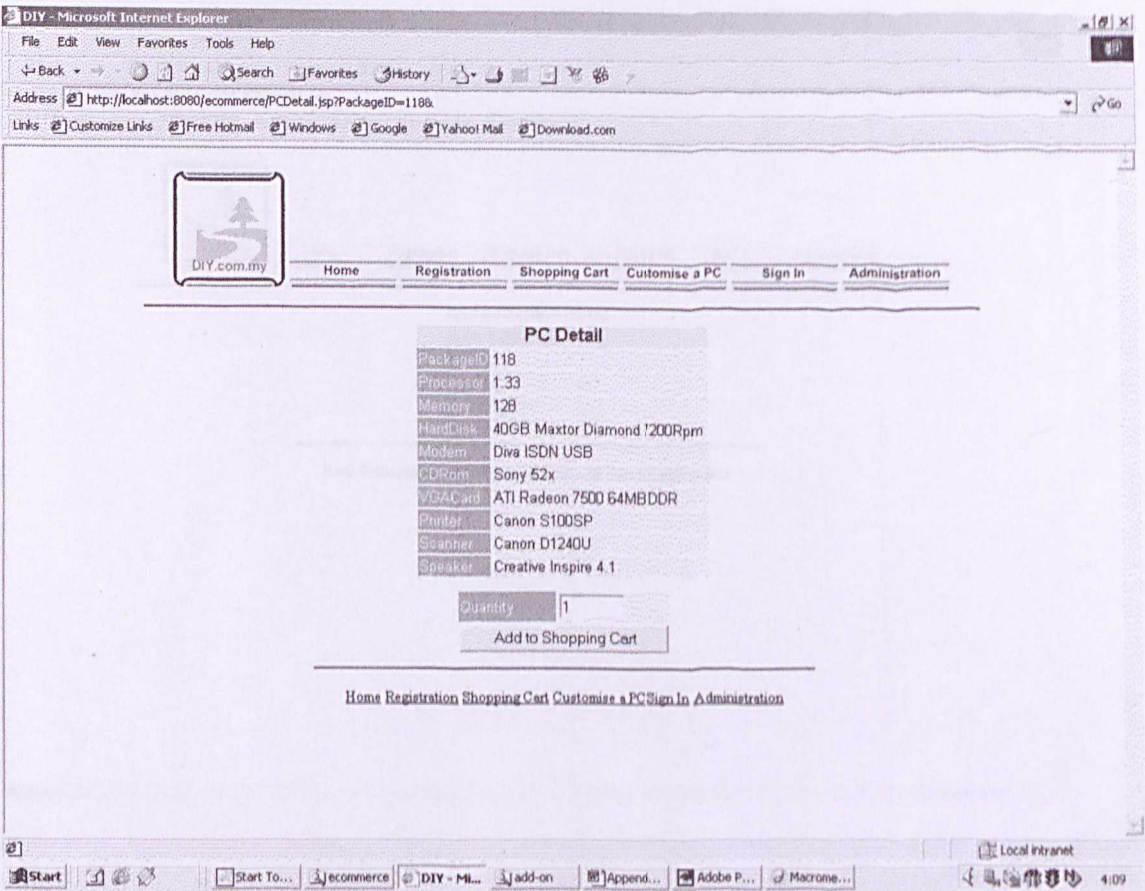 DIY - Microsoft Internet Explorer
File Edit View Favorites Tools Help
Back Search Favorites History
Address http://localhost:8080/ecommerce/PCDetail.jsp?PackageID=118& Go
Links Customize Links Free Hotmail Windows Google Yahoo! Mail Download.com
DIY.com.my
Home Registration Shopping Cart Customise a PC Sign In Administration
PC Detail
PackageID 118
Processor 1.33
Memory 128
HardDisk 40GB Maxtor Diamond '200Rpm
Modem Diva ISDN USB
CDRom Sony 52x
VGACard ATI Radeon 7500 64MBDDR
Printer Canon S100SP
Scanner Canon D1240U
Speaker Creative Inspire 4.1
Quantity 1
Add to Shopping Cart
Home Registration Shopping Cart Customise a PC Sign In Administration
Local intranet
Start Start To... ecommerce DIY - Mi... add-on Append... Adobe P... Macrome... 4:09